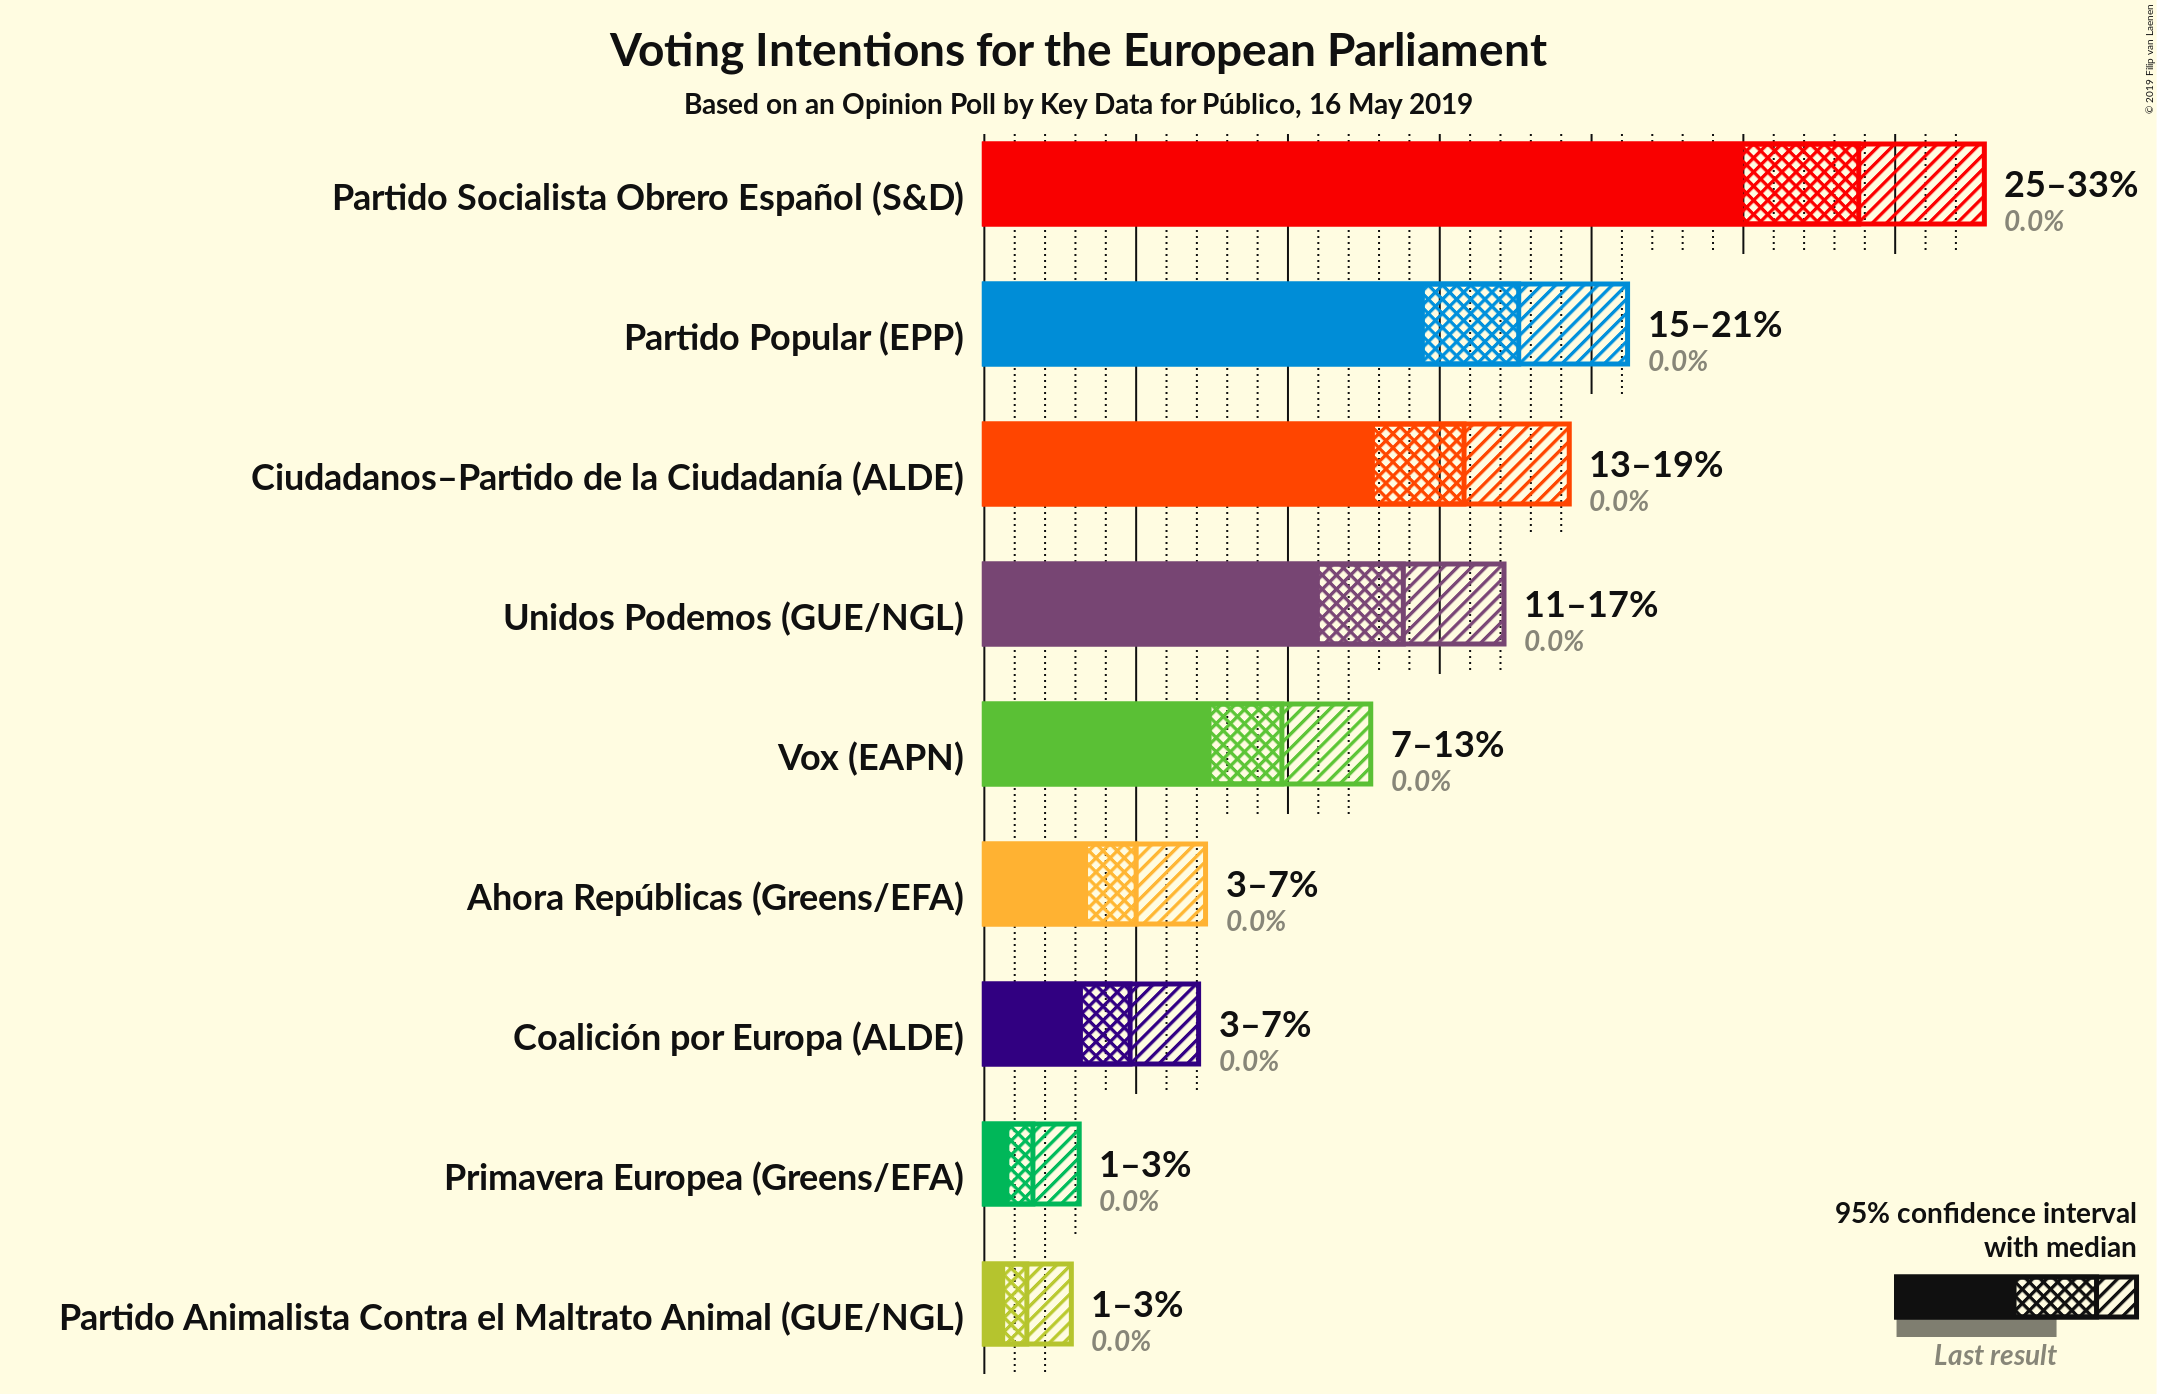 © 2019 Filip van Laenen
Voting Intentions for the European Parliament
Based on an Opinion Poll by Key Data for Público, 16 May 2019
Partido Socialista Obrero Español (S&D)
25–33%
0.0%
Partido Popular (EPP)
15–21%
0.0%
Ciudadanos–Partido de la Ciudadanía (ALDE)
13–19%
0.0%
Unidos Podemos (GUE/NGL)
11–17%
0.0%
Vox (EAPN)
7–13%
0.0%
Ahora Repúblicas (Greens/EFA)
3–7%
0.0%
Coalición por Europa (ALDE)
3–7%
0.0%
Primavera Europea (Greens/EFA)
1–3%
0.0%
Partido Animalista Contra el Maltrato Animal (GUE/NGL)
1–3%
0.0%
95% confidence interval
with median
Last result